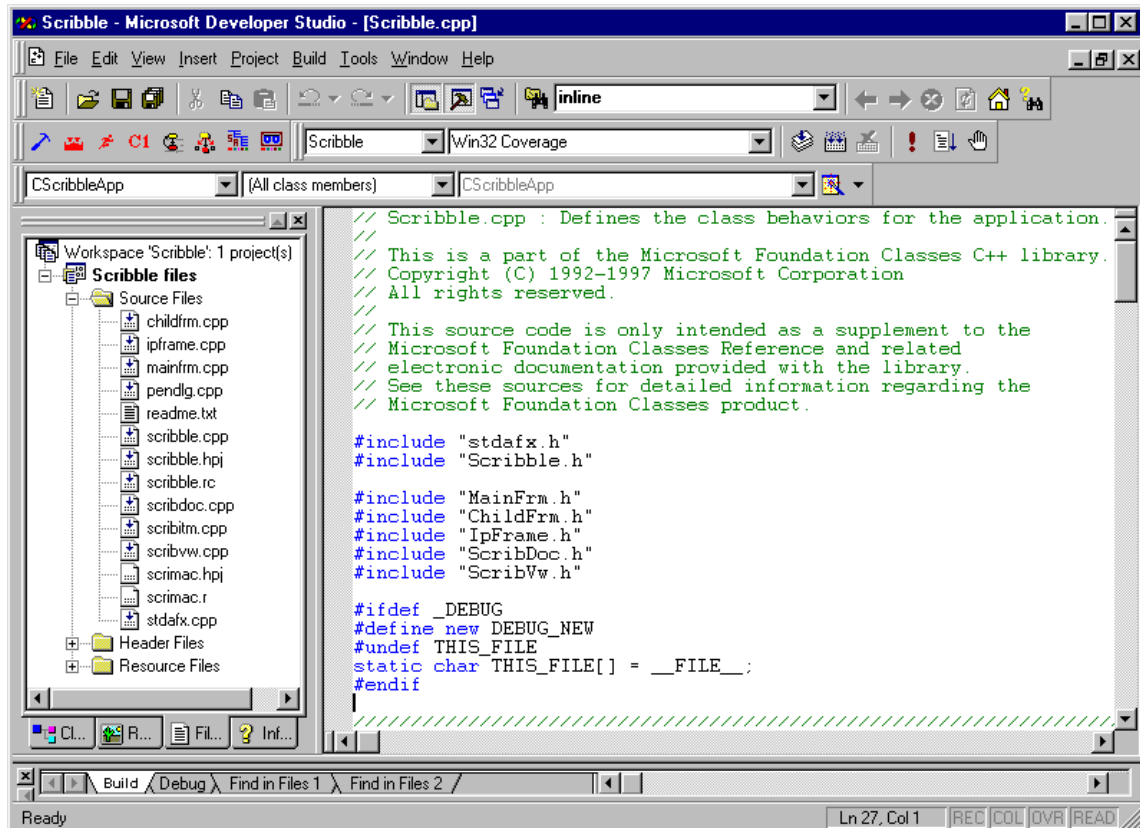 Scribble - Microsoft Developer Studio - [Scribble.cpp]
File Edit View Insert Project Build Tools Window Help
inline
C1 Scribble Win32 Coverage
CScribbleApp (All class members) CScribbleApp
Workspace 'Scribble': 1 project(s)
Scribble files
Source Files
childfrm.cpp
ipframe.cpp
mainfrm.cpp
pendlg.cpp
readme.txt
scribble.cpp
scribble.hpj
scribble.rc
scribdoc.cpp
scribitm.cpp
scribvw.cpp
scrimac.hpj
scrimac.r
stdafx.cpp
Header Files
Resource Files
Cl... R... Fil... Inf...
// Scribble.cpp : Defines the class behaviors for the application.
//
// This is a part of the Microsoft Foundation Classes C++ library.
// Copyright (C) 1992-1997 Microsoft Corporation
// All rights reserved.
//
// This source code is only intended as a supplement to the
// Microsoft Foundation Classes Reference and related
// electronic documentation provided with the library.
// See these sources for detailed information regarding the
// Microsoft Foundation Classes product.
#include "stdafx.h"
#include "Scribble.h"
#include "MainFrm.h"
#include "ChildFrm.h"
#include "IpFrame.h"
#include "ScribDoc.h"
#include "ScribVw.h"
#ifdef _DEBUG
#define new DEBUG_NEW
#undef THIS_FILE
static char THIS_FILE[] = __FILE__;
#endif
/////////////////////////////////////////////////////////////////
Build Debug Find in Files 1 Find in Files 2
Ready Ln 27, Col 1 REC COL OVR READ